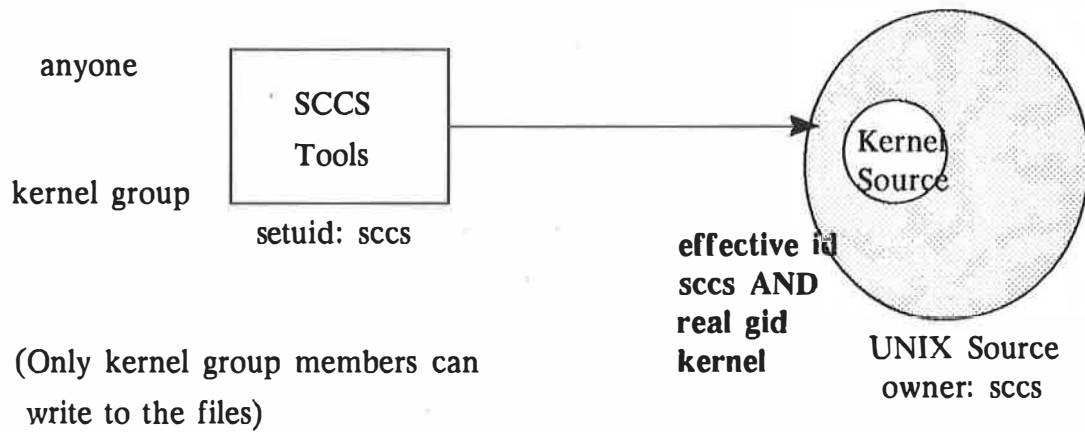 anyone
SCCS
Tools
kernel group
setuid: sccs
Kernel
Source
effective id
sccs AND
real gid
kernel
UNIX Source
owner: sccs
(Only kernel group members can
write to the files)